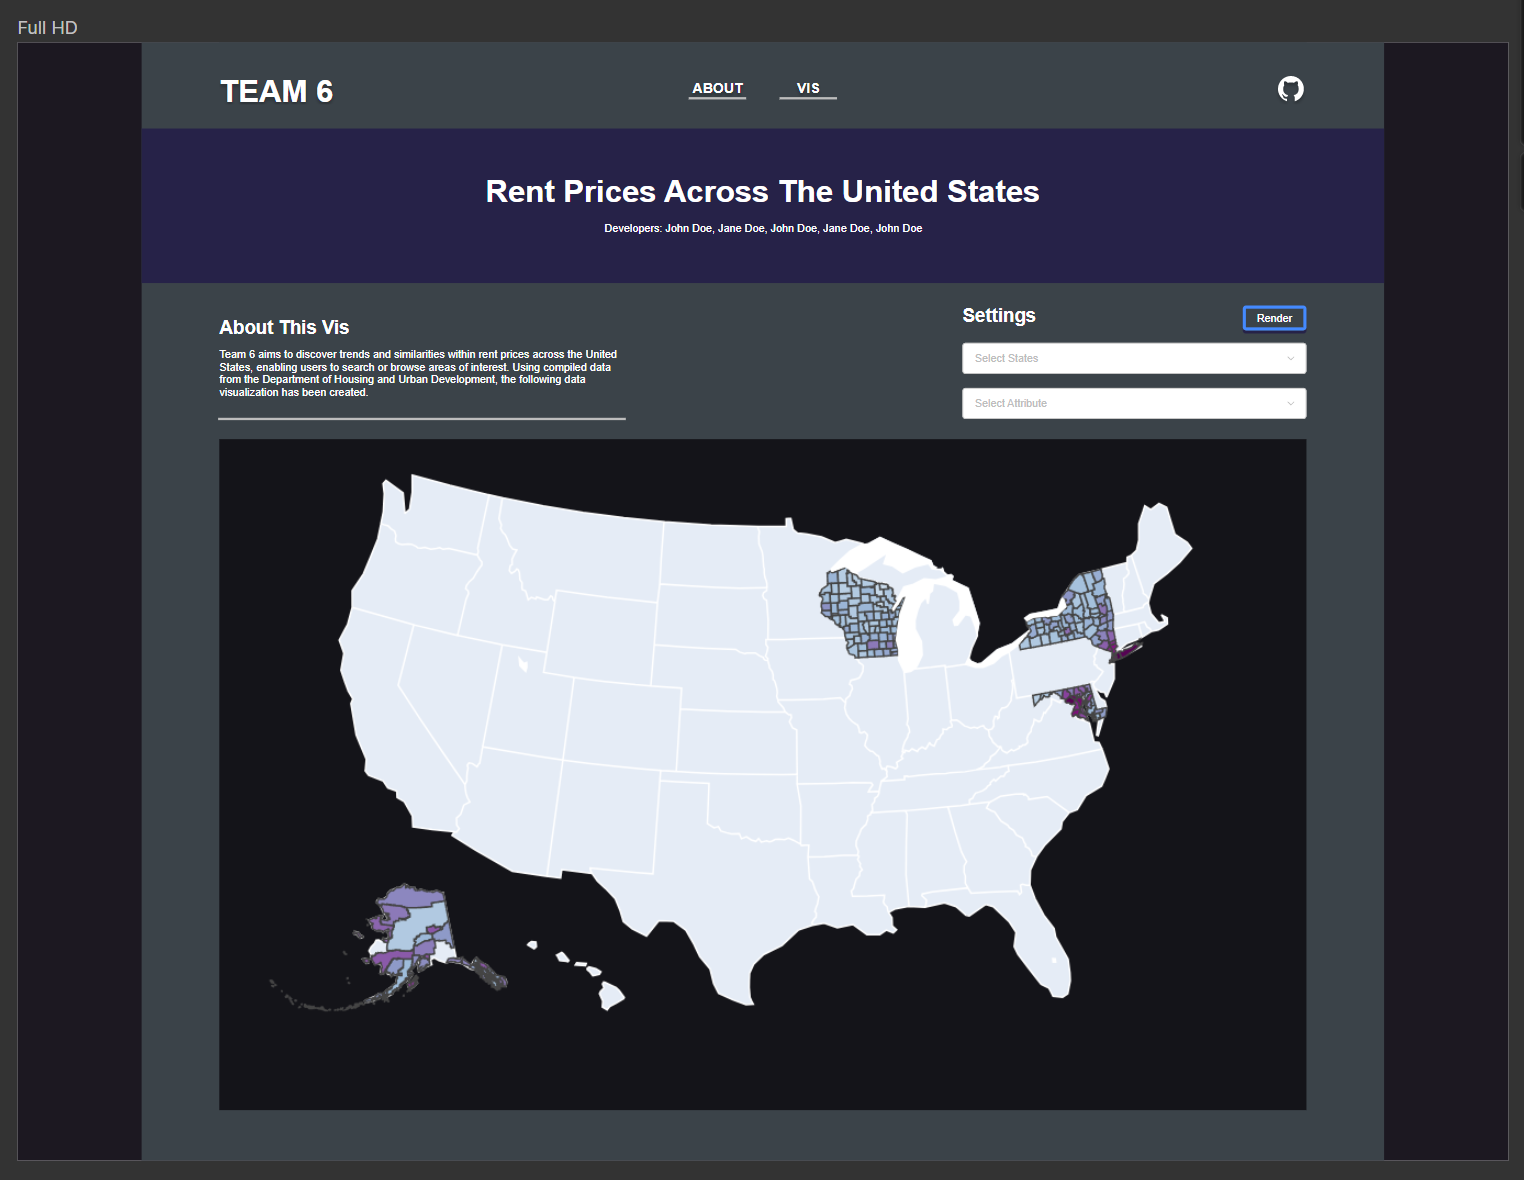 Full HD
TEAM 6
ABOUT
VIS
Rent Prices Across The United States
Developers: John Doe, Jane Doe, John Doe, Jane Doe, John Doe
About This Vis
Team 6 aims to discover trends and similarities within rent prices across the United
States, enabling users to search or browse areas of interest. Using compiled data
from the Department of Housing and Urban Development, the following data
visualization has been created.
Settings
Render
Select States
Select Attribute